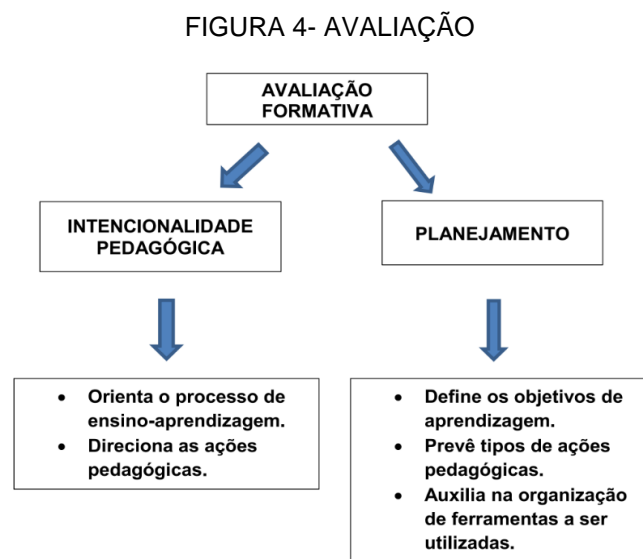 FIGURA 4- AVALIAÇÃO
AVALIAÇÃO
FORMATIVA
INTENCIONALIDADE
PEDAGÓGICA
PLANEJAMENTO
• Orienta o processo de
ensino-aprendizagem.
• Direciona as ações
pedagógicas.
• Define os objetivos de
aprendizagem.
• Prevê tipos de ações
pedagógicas.
• Auxilia na organização
de ferramentas a ser
utilizadas.